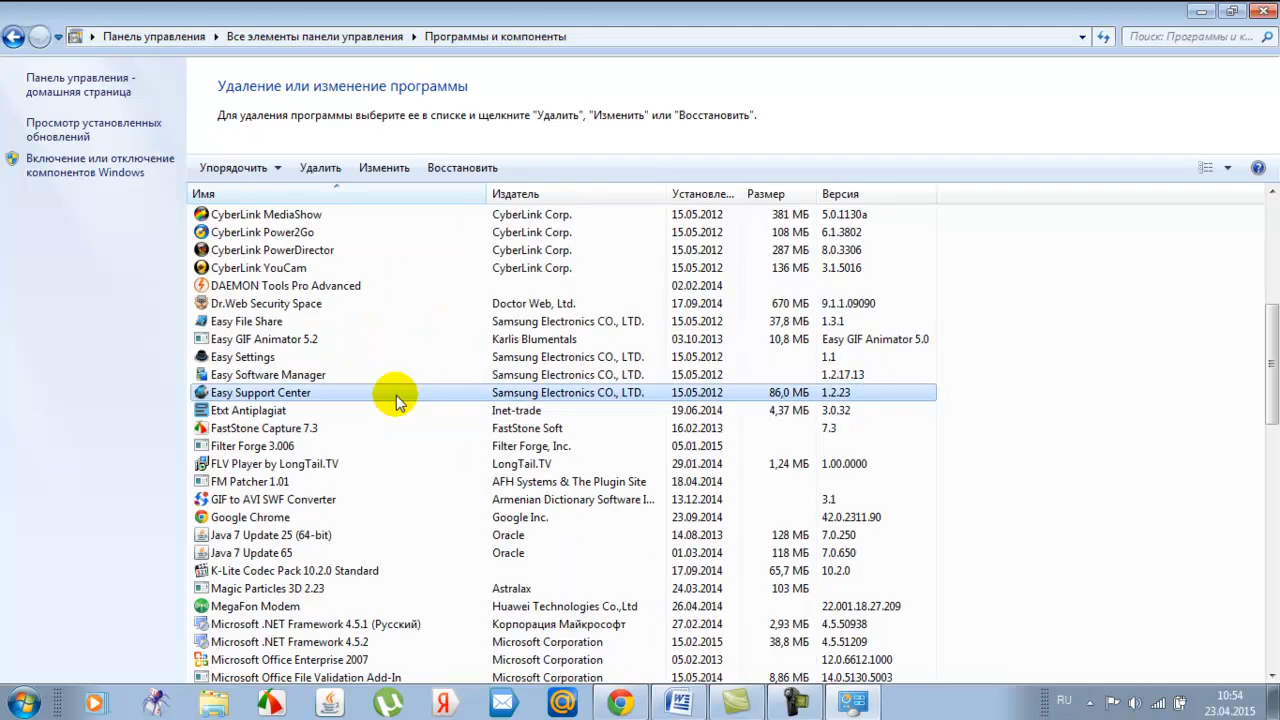 Панель управления Все элементы панели управления Программы и компоненты Поиск: Программы и к...
Панель управления -
домашняя страница
Просмотр установленных
обновлений
Включение или отключение
компонентов Windows
Удаление или изменение программы
Для удаления программы выберите ее в списке и щелкните "Удалить", "Изменить" или "Восстановить".
Упорядочить Удалить Изменить Восстановить
Имя Издатель Установле... Размер Версия
CyberLink MediaShow CyberLink Corp. 15.05.2012 381 МБ 5.0.1130a
CyberLink Power2Go CyberLink Corp. 15.05.2012 108 МБ 6.1.3802
CyberLink PowerDirector CyberLink Corp. 15.05.2012 287 МБ 8.0.3306
CyberLink YouCam CyberLink Corp. 15.05.2012 136 МБ 3.1.5016
DAEMON Tools Pro Advanced 02.02.2014
Dr.Web Security Space Doctor Web, Ltd. 17.09.2014 670 МБ 9.1.1.09090
Easy File Share Samsung Electronics CO., LTD. 15.05.2012 37,8 МБ 1.3.1
Easy GIF Animator 5.2 Karlis Blumentals 03.10.2013 10,8 МБ Easy GIF Animator 5.0
Easy Settings Samsung Electronics CO., LTD. 15.05.2012 1.1
Easy Software Manager Samsung Electronics CO., LTD. 15.05.2012 1.2.17.13
Easy Support Center Samsung Electronics CO., LTD. 15.05.2012 86,0 МБ 1.2.23
Etxt Antiplagiat Inet-trade 19.06.2014 4,37 МБ 3.0.32
FastStone Capture 7.3 FastStone Soft 16.02.2013 7.3
Filter Forge 3.006 Filter Forge, Inc. 05.01.2015
FLV Player by LongTail.TV LongTail.TV 29.01.2014 1,24 МБ 1.00.0000
FM Patcher 1.01 AFH Systems & The Plugin Site 18.04.2014
GIF to AVI SWF Converter Armenian Dictionary Software I... 13.12.2014 3.1
Google Chrome Google Inc. 23.09.2014 42.0.2311.90
Java 7 Update 25 (64-bit) Oracle 14.08.2013 128 МБ 7.0.250
Java 7 Update 65 Oracle 01.03.2014 118 МБ 7.0.650
K-Lite Codec Pack 10.2.0 Standard 17.09.2014 65,7 МБ 10.2.0
Magic Particles 3D 2.23 Astralax 24.03.2014 103 МБ
MegaFon Modem Huawei Technologies Co.,Ltd 26.04.2014 22.001.18.27.209
Microsoft .NET Framework 4.5.1 (Русский) Корпорация Майкрософт 27.02.2014 2,93 МБ 4.5.50938
Microsoft .NET Framework 4.5.2 Microsoft Corporation 15.02.2015 38,8 МБ 4.5.51209
Microsoft Office Enterprise 2007 Microsoft Corporation 05.02.2013 12.0.6612.1000
Microsoft Office File Validation Add-In Microsoft Corporation 15.05.2014 8,86 МБ 14.0.5130.5003
RU 10:54
23.04.2015